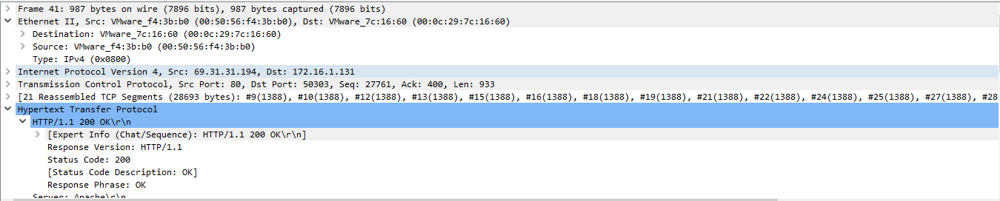 Frame 41: 987 bytes on wire (7896 bits), 987 bytes captured (7896 bits)
Ethernet II, Src: VMware_f4:3b:b0 (00:50:56:f4:3b:b0), Dst: VMware_7c:16:60 (00:0c:29:7c:16:60)
Destination: VMware_7c:16:60 (00:0c:29:7c:16:60)
Source: VMware_f4:3b:b0 (00:50:56:f4:3b:b0)
Type: IPv4 (0x0800)
Internet Protocol Version 4, Src: 69.31.31.194, Dst: 172.16.1.131
Transmission Control Protocol, Src Port: 80, Dst Port: 50303, Seq: 27761, Ack: 400, Len: 933
[21 Reassembled TCP Segments (28693 bytes): #9(1388), #10(1388), #12(1388), #13(1388), #15(1388), #16(1388), #18(1388), #19(1388), #21(1388), #22(1388), #24(1388), #25(1388), #27(1388), #28
Hypertext Transfer Protocol
HTTP/1.1 200 OK\r\n
[Expert Info (Chat/Sequence): HTTP/1.1 200 OK\r\n]
Response Version: HTTP/1.1
Status Code: 200
[Status Code Description: OK]
Response Phrase: OK
Server: Apache\r\n